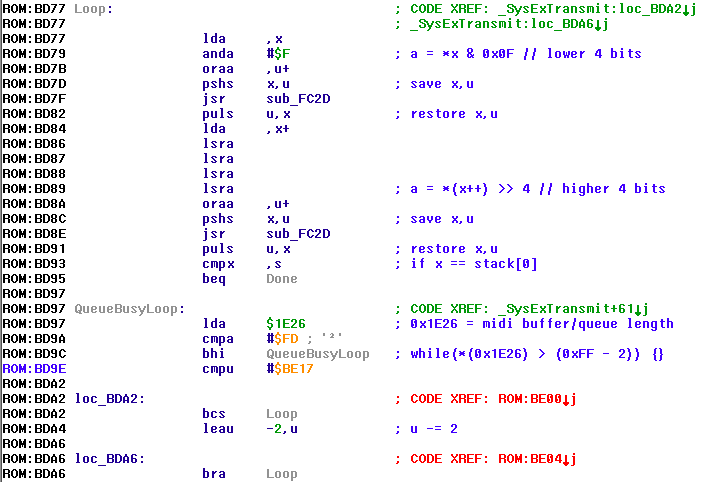 ROM:BD77 Loop: ; CODE XREF: _SysExTransmit:loc_BDA2↓j
ROM:BD77 ; _SysExTransmit:loc_BDA6↓j
ROM:BD77 lda ,x
ROM:BD79 anda #$F ; a = *x & 0x0F // lower 4 bits
ROM:BD7B oraa ,u+
ROM:BD7D pshs x,u ; save x,u
ROM:BD7F jsr sub_FC2D
ROM:BD82 puls u,x ; restore x,u
ROM:BD84 lda ,x+
ROM:BD86 lsra
ROM:BD87 lsra
ROM:BD88 lsra
ROM:BD89 lsra ; a = *(x++) >> 4 // higher 4 bits
ROM:BD8A oraa ,u+
ROM:BD8C pshs x,u ; save x,u
ROM:BD8E jsr sub_FC2D
ROM:BD91 puls u,x ; restore x,u
ROM:BD93 cmpx ,s ; if x == stack[0]
ROM:BD95 beq Done
ROM:BD97
ROM:BD97 QueueBusyLoop: ; CODE XREF: _SysExTransmit+61↓j
ROM:BD97 lda $1E26 ; 0x1E26 = midi buffer/queue length
ROM:BD9A cmpa #$FD ; '²'
ROM:BD9C bhi QueueBusyLoop ; while(*(0x1E26) > (0xFF - 2)) {}
ROM:BD9E cmpu #$BE17
ROM:BDA2
ROM:BDA2 loc_BDA2: ; CODE XREF: ROM:BE00↓j
ROM:BDA2 bcs Loop
ROM:BDA4 leau -2,u ; u -= 2
ROM:BDA6
ROM:BDA6 loc_BDA6: ; CODE XREF: ROM:BE04↓j
ROM:BDA6 bra Loop